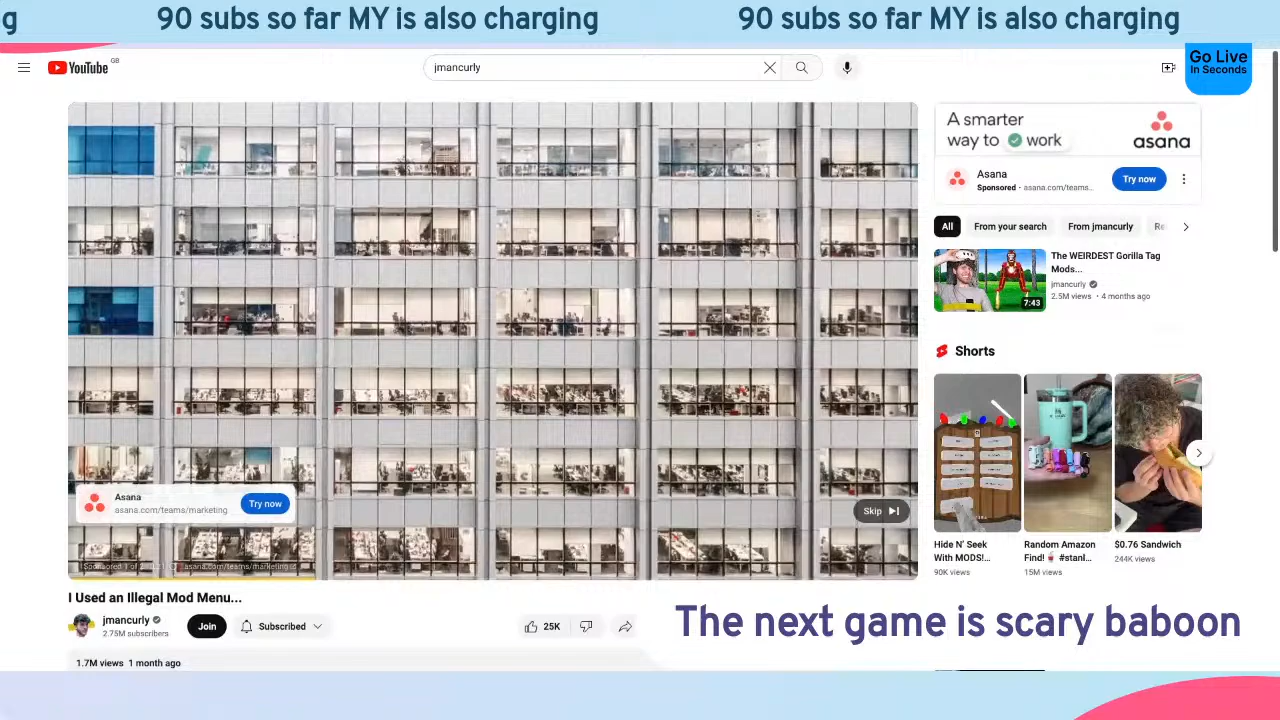 g
90 subs so far MY is also charging
90 subs so far MY is also charging
YouTube GB
jmancurly
Go Live
In Seconds
A smarter
way to work
asana
Asana
Sponsored · asana.com/teams...
Try now
All
From your search
From jmancurly
Re
The WEIRDEST Gorilla Tag
Mods...
jmancurly
2.5M views • 4 months ago
7:43
Shorts
Asana
asana.com/teams/marketing
Try now
Skip
Hide N' Seek
With MODS!...
90K views
Random Amazon
Find! #stanl...
15M views
$0.76 Sandwich
244K views
I Used an Illegal Mod Menu...
jmancurly
2.75M subscribers
Join
Subscribed
25K
The next game is scary baboon
1.7M views 1 month ago